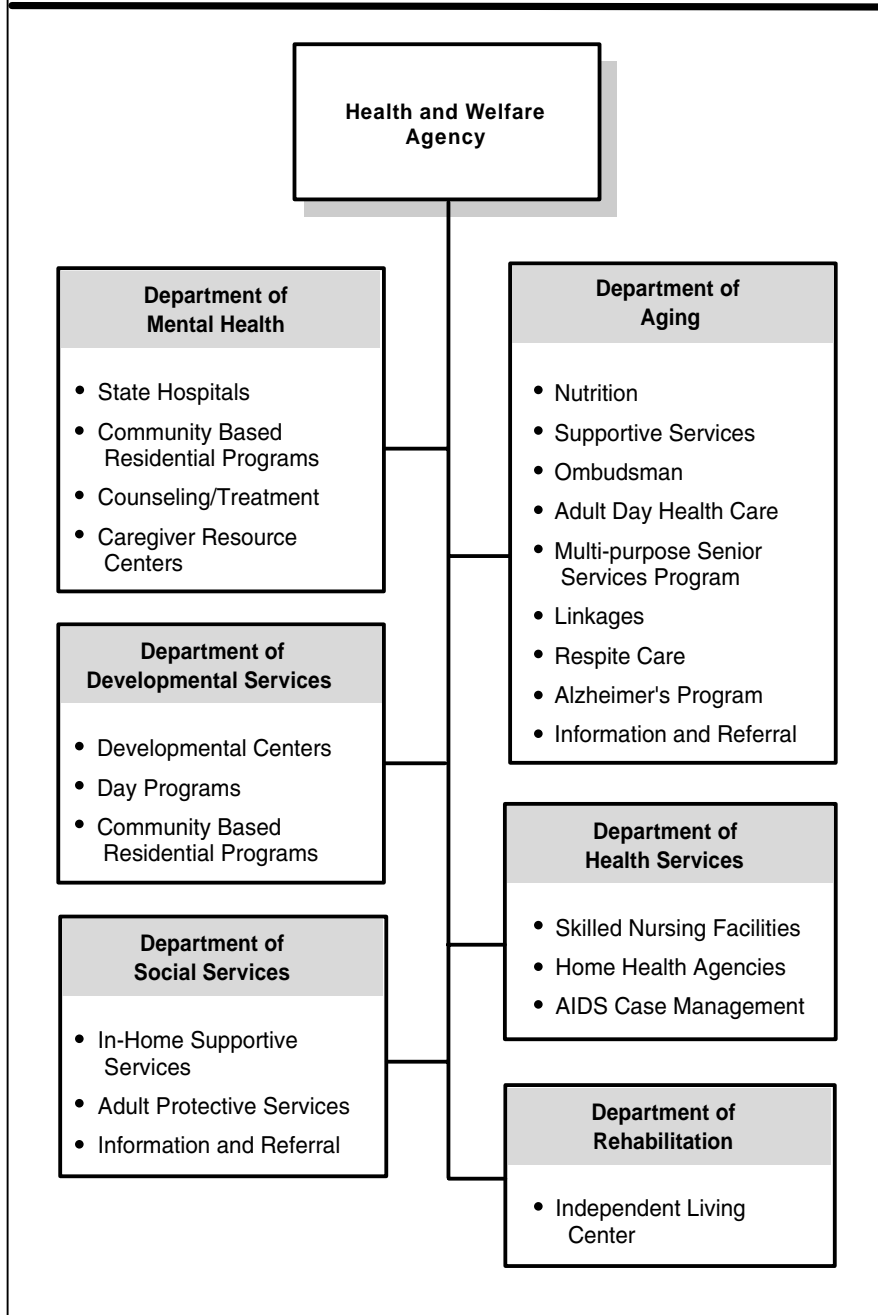 Health and Welfare
Agency
Department of
Mental Health
• State Hospitals
• Community Based
Residential Programs
• Counseling/Treatment
• Caregiver Resource
Centers
Department of
Developmental Services
• Developmental Centers
• Day Programs
• Community Based
Residential Programs
Department of
Social Services
• In-Home Supportive
Services
• Adult Protective Services
• Information and Referral
Department of
Aging
• Nutrition
• Supportive Services
• Ombudsman
• Adult Day Health Care
• Multi-purpose Senior
Services Program
• Linkages
• Respite Care
• Alzheimer's Program
• Information and Referral
Department of
Health Services
• Skilled Nursing Facilities
• Home Health Agencies
• AIDS Case Management
Department of
Rehabilitation
• Independent Living
Center